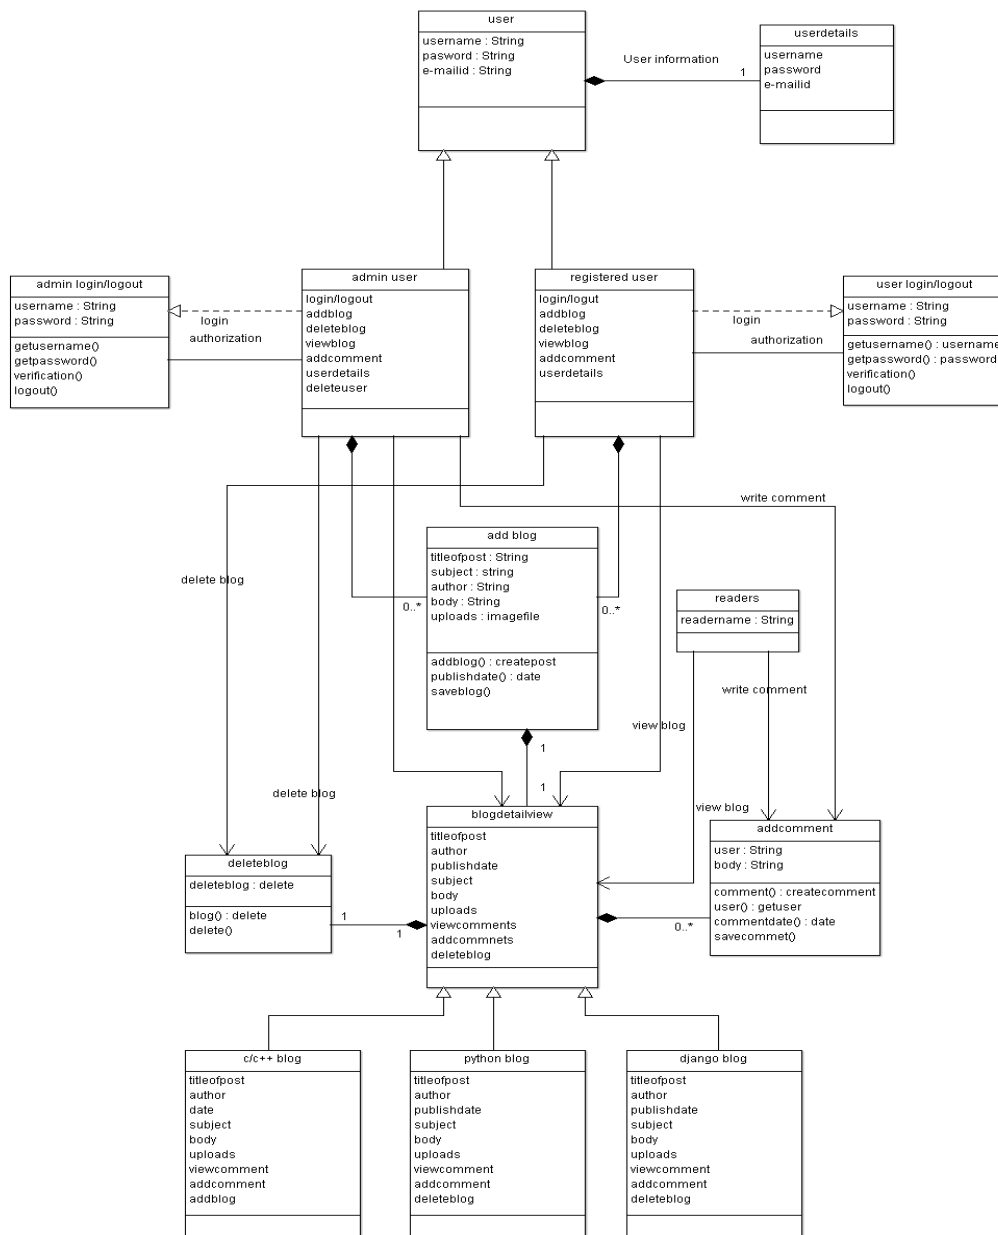 user
username : String
pasword : String
e-mailid : String
userdetails
username
password
e-mailid
User information
1
admin login/logout
username : String
password : String
getusername()
getpassword()
verification()
logout()
login
authorization
admin user
login/logout
addblog
deleteblog
viewblog
addcomment
userdetails
deleteuser
registered user
login/logut
addblog
deleteblog
viewblog
addcomment
userdetails
login
authorization
user login/logout
username : String
password : String
getusername() : username
getpassword() : password
verification()
logout()
write comment
delete blog
add blog
titleofpost : String
subject : string
author : String
body : String
uploads : imagefile
addblog() : createpost
publishdate() : date
saveblog()
0..*
0..*
readers
readername : String
write comment
view blog
1
1
delete blog
view blog
blogdetailview
titleofpost
author
publishdate
subject
body
uploads
viewcomments
addcommnets
deleteblog
addcomment
user : String
body : String
comment() : createcomment
user() : getuser
commentdate() : date
savecommet()
deleteblog
deleteblog : delete
blog() : delete
delete()
1
1
0..*
c/c++ blog
titleofpost
author
date
subject
body
uploads
viewcomment
addcomment
addblog
python blog
titleofpost
author
publishdate
subject
body
uploads
viewcomment
addcomment
deleteblog
django blog
titleofpost
author
publishdate
subject
body
uploads
viewcomment
addcomment
deleteblog